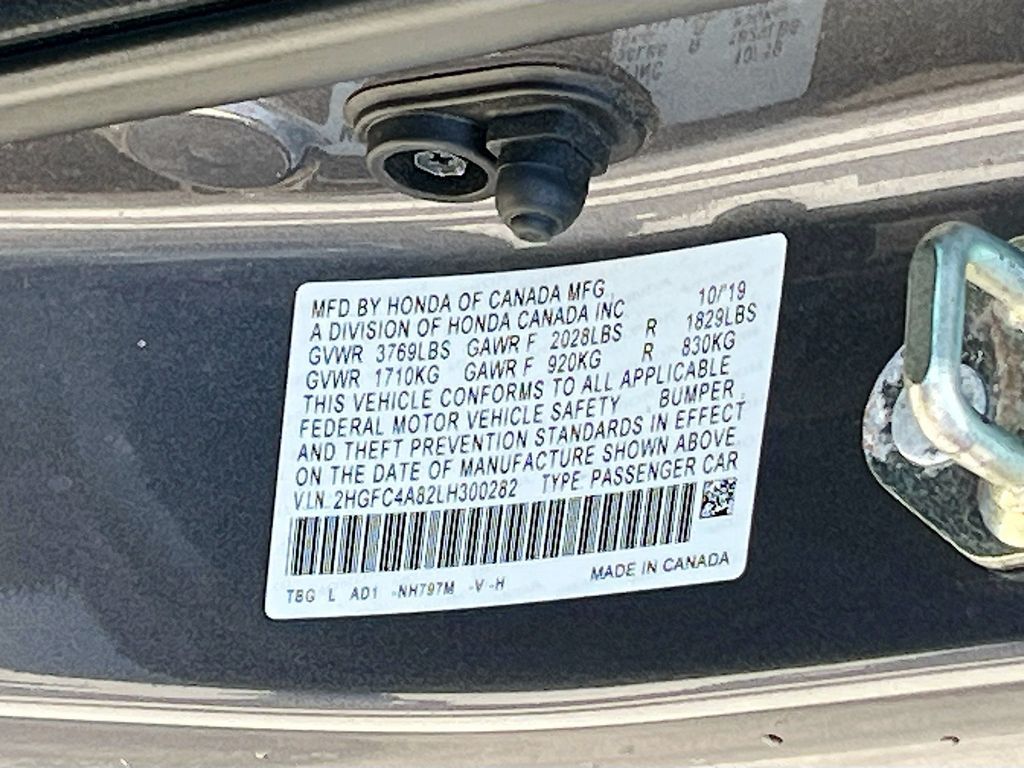 MFD BY HONDA OF CANADA MFG, 10/'19
A DIVISION OF HONDA CANADA INC
GVWR 3769LBS GAWR F 2028LBS R 1829LBS
GVWR 1710KG GAWR F 920KG R 830KG
THIS VEHICLE CONFORMS TO ALL APPLICABLE
FEDERAL MOTOR VEHICLE SAFETY, BUMPER,
AND THEFT PREVENTION STANDARDS IN EFFECT
ON THE DATE OF MANUFACTURE SHOWN ABOVE
V.I.N. 2HGFC4A82LH300282 TYPE: PASSENGER CAR
TBG L AD1 -NH797M -V -H MADE IN CANADA